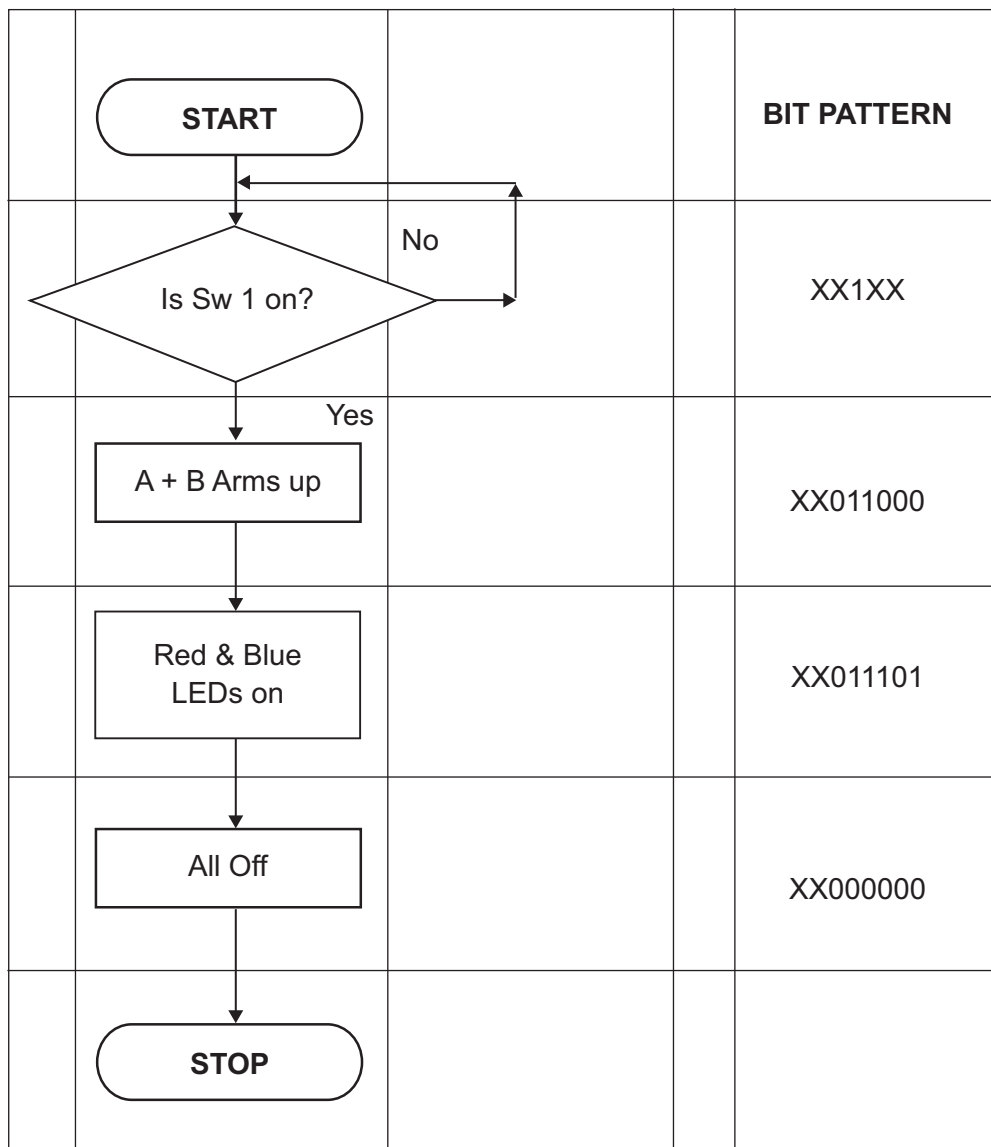 START
BIT PATTERN
No
Is Sw 1 on?
XX1XX
Yes
A + B Arms up
XX011000
Red & Blue
LEDs on
XX011101
All Off
XX000000
STOP